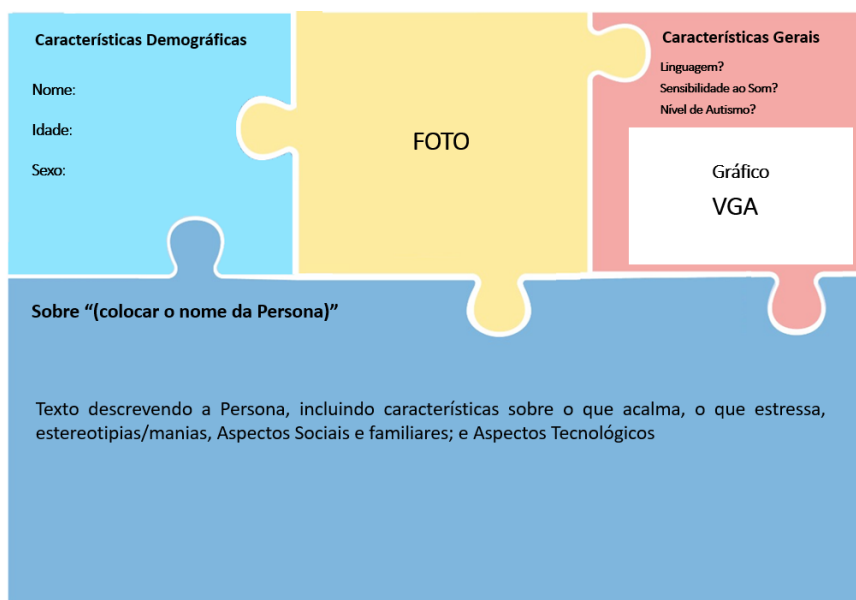 Características Demográficas
Nome:
Idade:
Sexo:
FOTO
Características Gerais
Linguagem?
Sensibilidade ao Som?
Nível de Autismo?
Gráfico
VGA
Sobre “(colocar o nome da Persona)”
Texto descrevendo a Persona, incluindo características sobre o que acalma, o que estressa,
estereotipias/manias, Aspectos Sociais e familiares; e Aspectos Tecnológicos